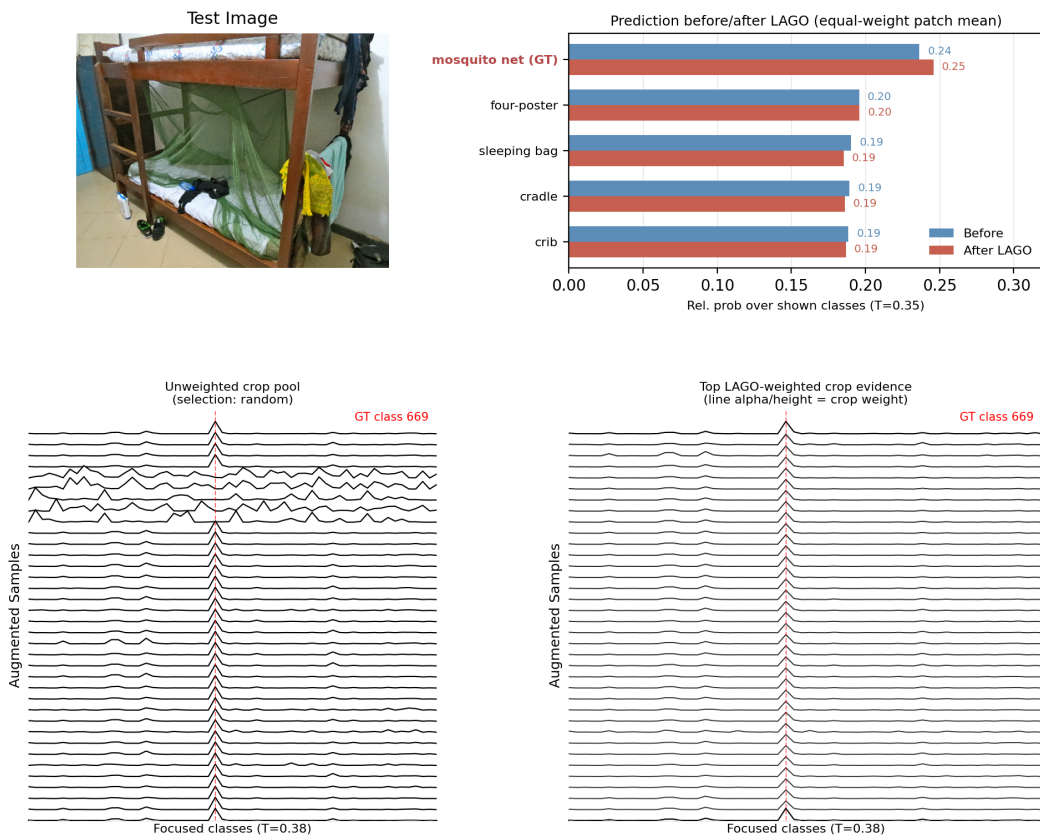 Test Image
Prediction before/after LAGO (equal-weight patch mean)
mosquito net (GT)
0.24
0.25
four-poster
0.20
0.20
sleeping bag
0.19
0.19
cradle
0.19
0.19
crib
0.19
0.19
Before
After LAGO
0.00 0.05 0.10 0.15 0.20 0.25 0.30
Rel. prob over shown classes (T=0.35)
Unweighted crop pool
(selection: random)
GT class 669
Augmented Samples
Focused classes (T=0.38)
Top LAGO-weighted crop evidence
(line alpha/height = crop weight)
GT class 669
Augmented Samples
Focused classes (T=0.38)